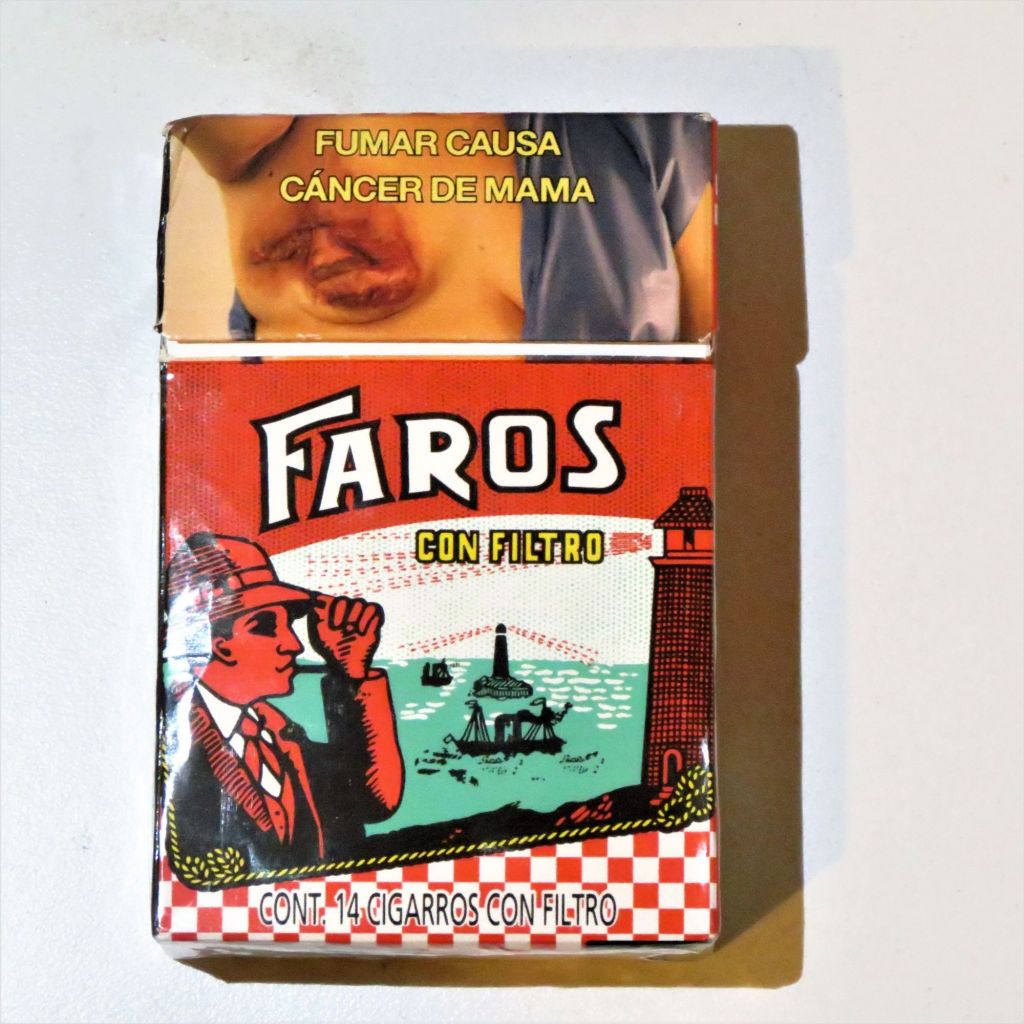 FUMAR CAUSA
CÁNCER DE MAMA
FAROS
CON FILTRO
CONT. 14 CIGARROS CON FILTRO